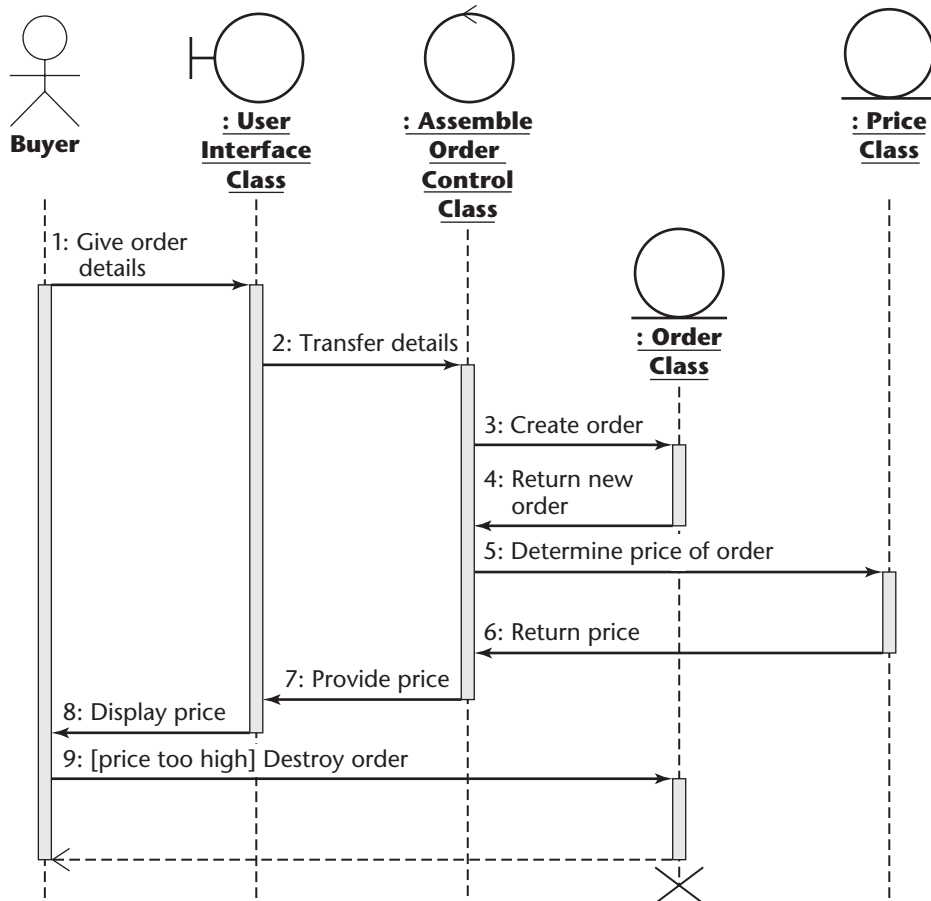 Buyer
: User
Interface
Class
: Assemble
Order
Control
Class
: Price
Class
: Order
Class
1: Give order
details
2: Transfer details
3: Create order
4: Return new
order
5: Determine price of order
6: Return price
7: Provide price
8: Display price
9: [price too high] Destroy order